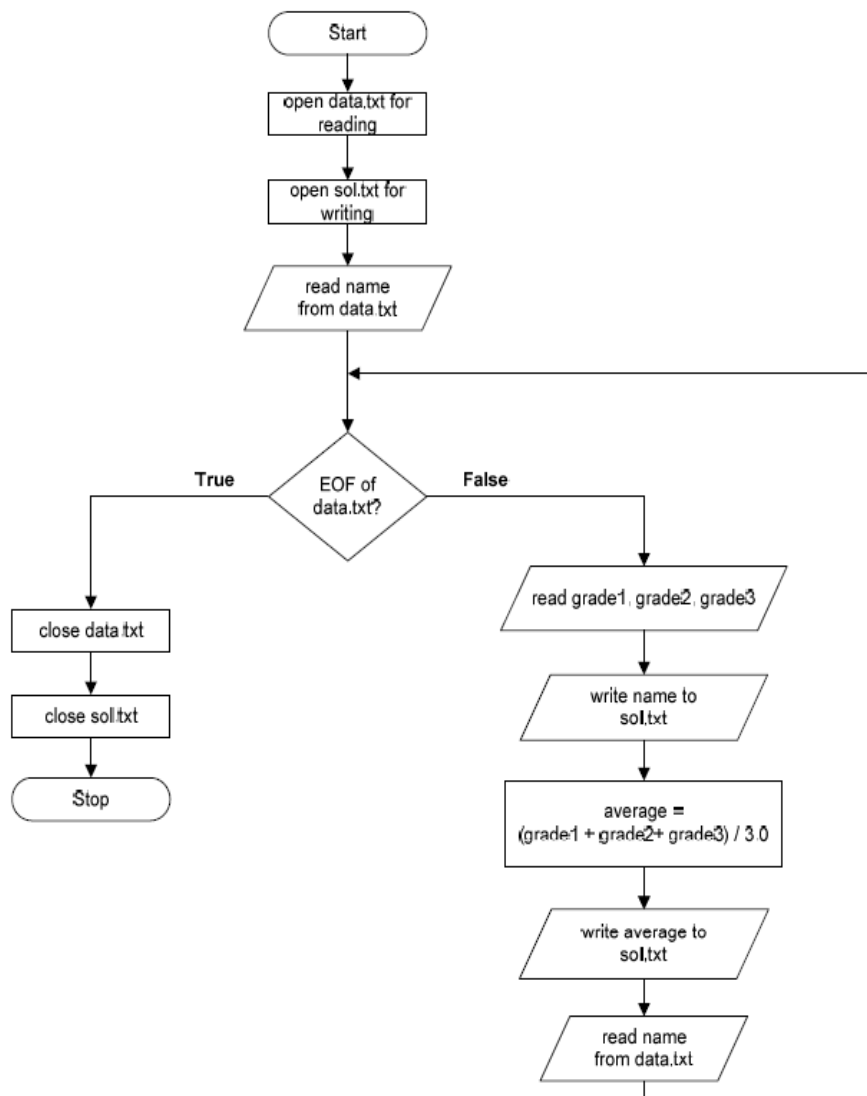 Start
open data.txt for
reading
open sol.txt for
writing
read name
from data.txt
EOF of
data.txt?
True
False
close data.txt
close sol.txt
Stop
read grade1, grade2, grade3
write name to
sol.txt
average =
(grade1 + grade2+ grade3) / 3.0
write average to
sol.txt
read name
from data.txt